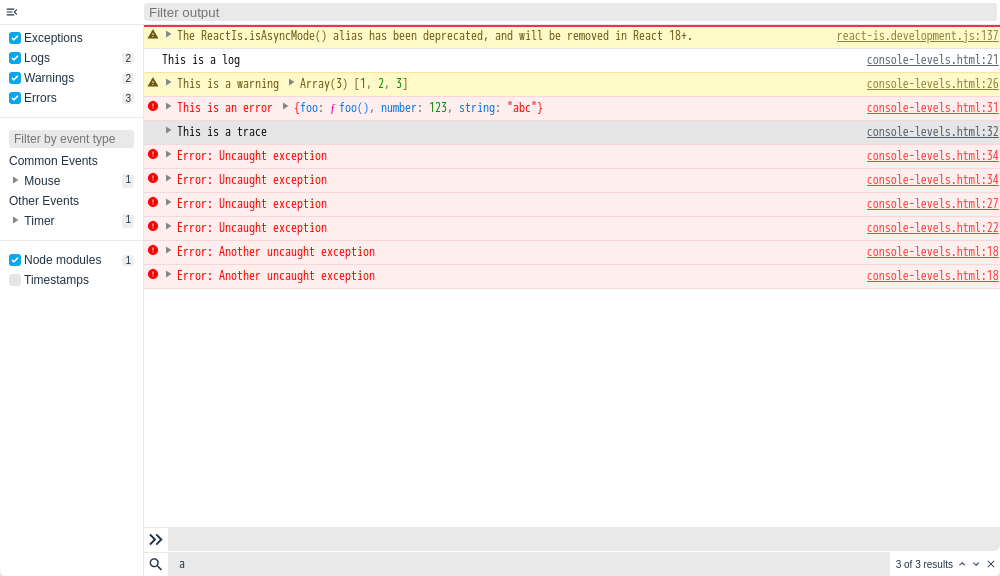 Filter output
Exceptions
Logs 2
Warnings 2
Errors 3
Filter by event type
Common Events
Mouse 1
Other Events
Timer 1
Node modules 1
Timestamps
The ReactIs.isAsyncMode() alias has been deprecated, and will be removed in React 18+. react-is.development.js:137
This is a log console-levels.html:21
This is a warning Array(3) [1, 2, 3] console-levels.html:26
This is an error {foo: ƒ foo(), number: 123, string: "abc"} console-levels.html:31
This is a trace console-levels.html:32
Error: Uncaught exception console-levels.html:34
Error: Uncaught exception console-levels.html:34
Error: Uncaught exception console-levels.html:27
Error: Uncaught exception console-levels.html:22
Error: Another uncaught exception console-levels.html:18
Error: Another uncaught exception console-levels.html:18
a 3 of 3 results